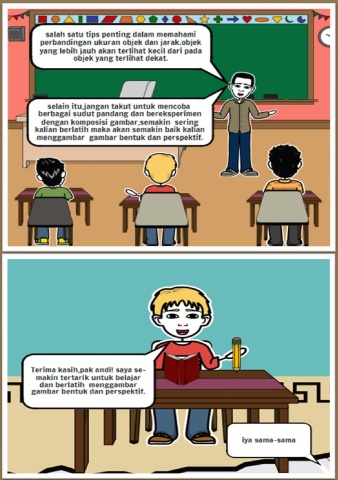 salah satu tips penting dalam memahami
perbandingan ukuran objek dan jarak.objek
yang lebih jauh akan terlihat kecil dari pada
objek yang terlihat dekat.
selain itu,jangan takut untuk mencoba
berbagai sudut pandang dan bereksperimen
dengan komposisi gambar,semakin sering
kalian berlatih maka akan semakin baik kalian
menggambar gambar bentuk dan perspektif.
Terima kasih,pak andi! saya se-
makin tertarik untuk belajar
dan berlatih menggambar
gambar bentuk dan perspektif.
iya sama-sama